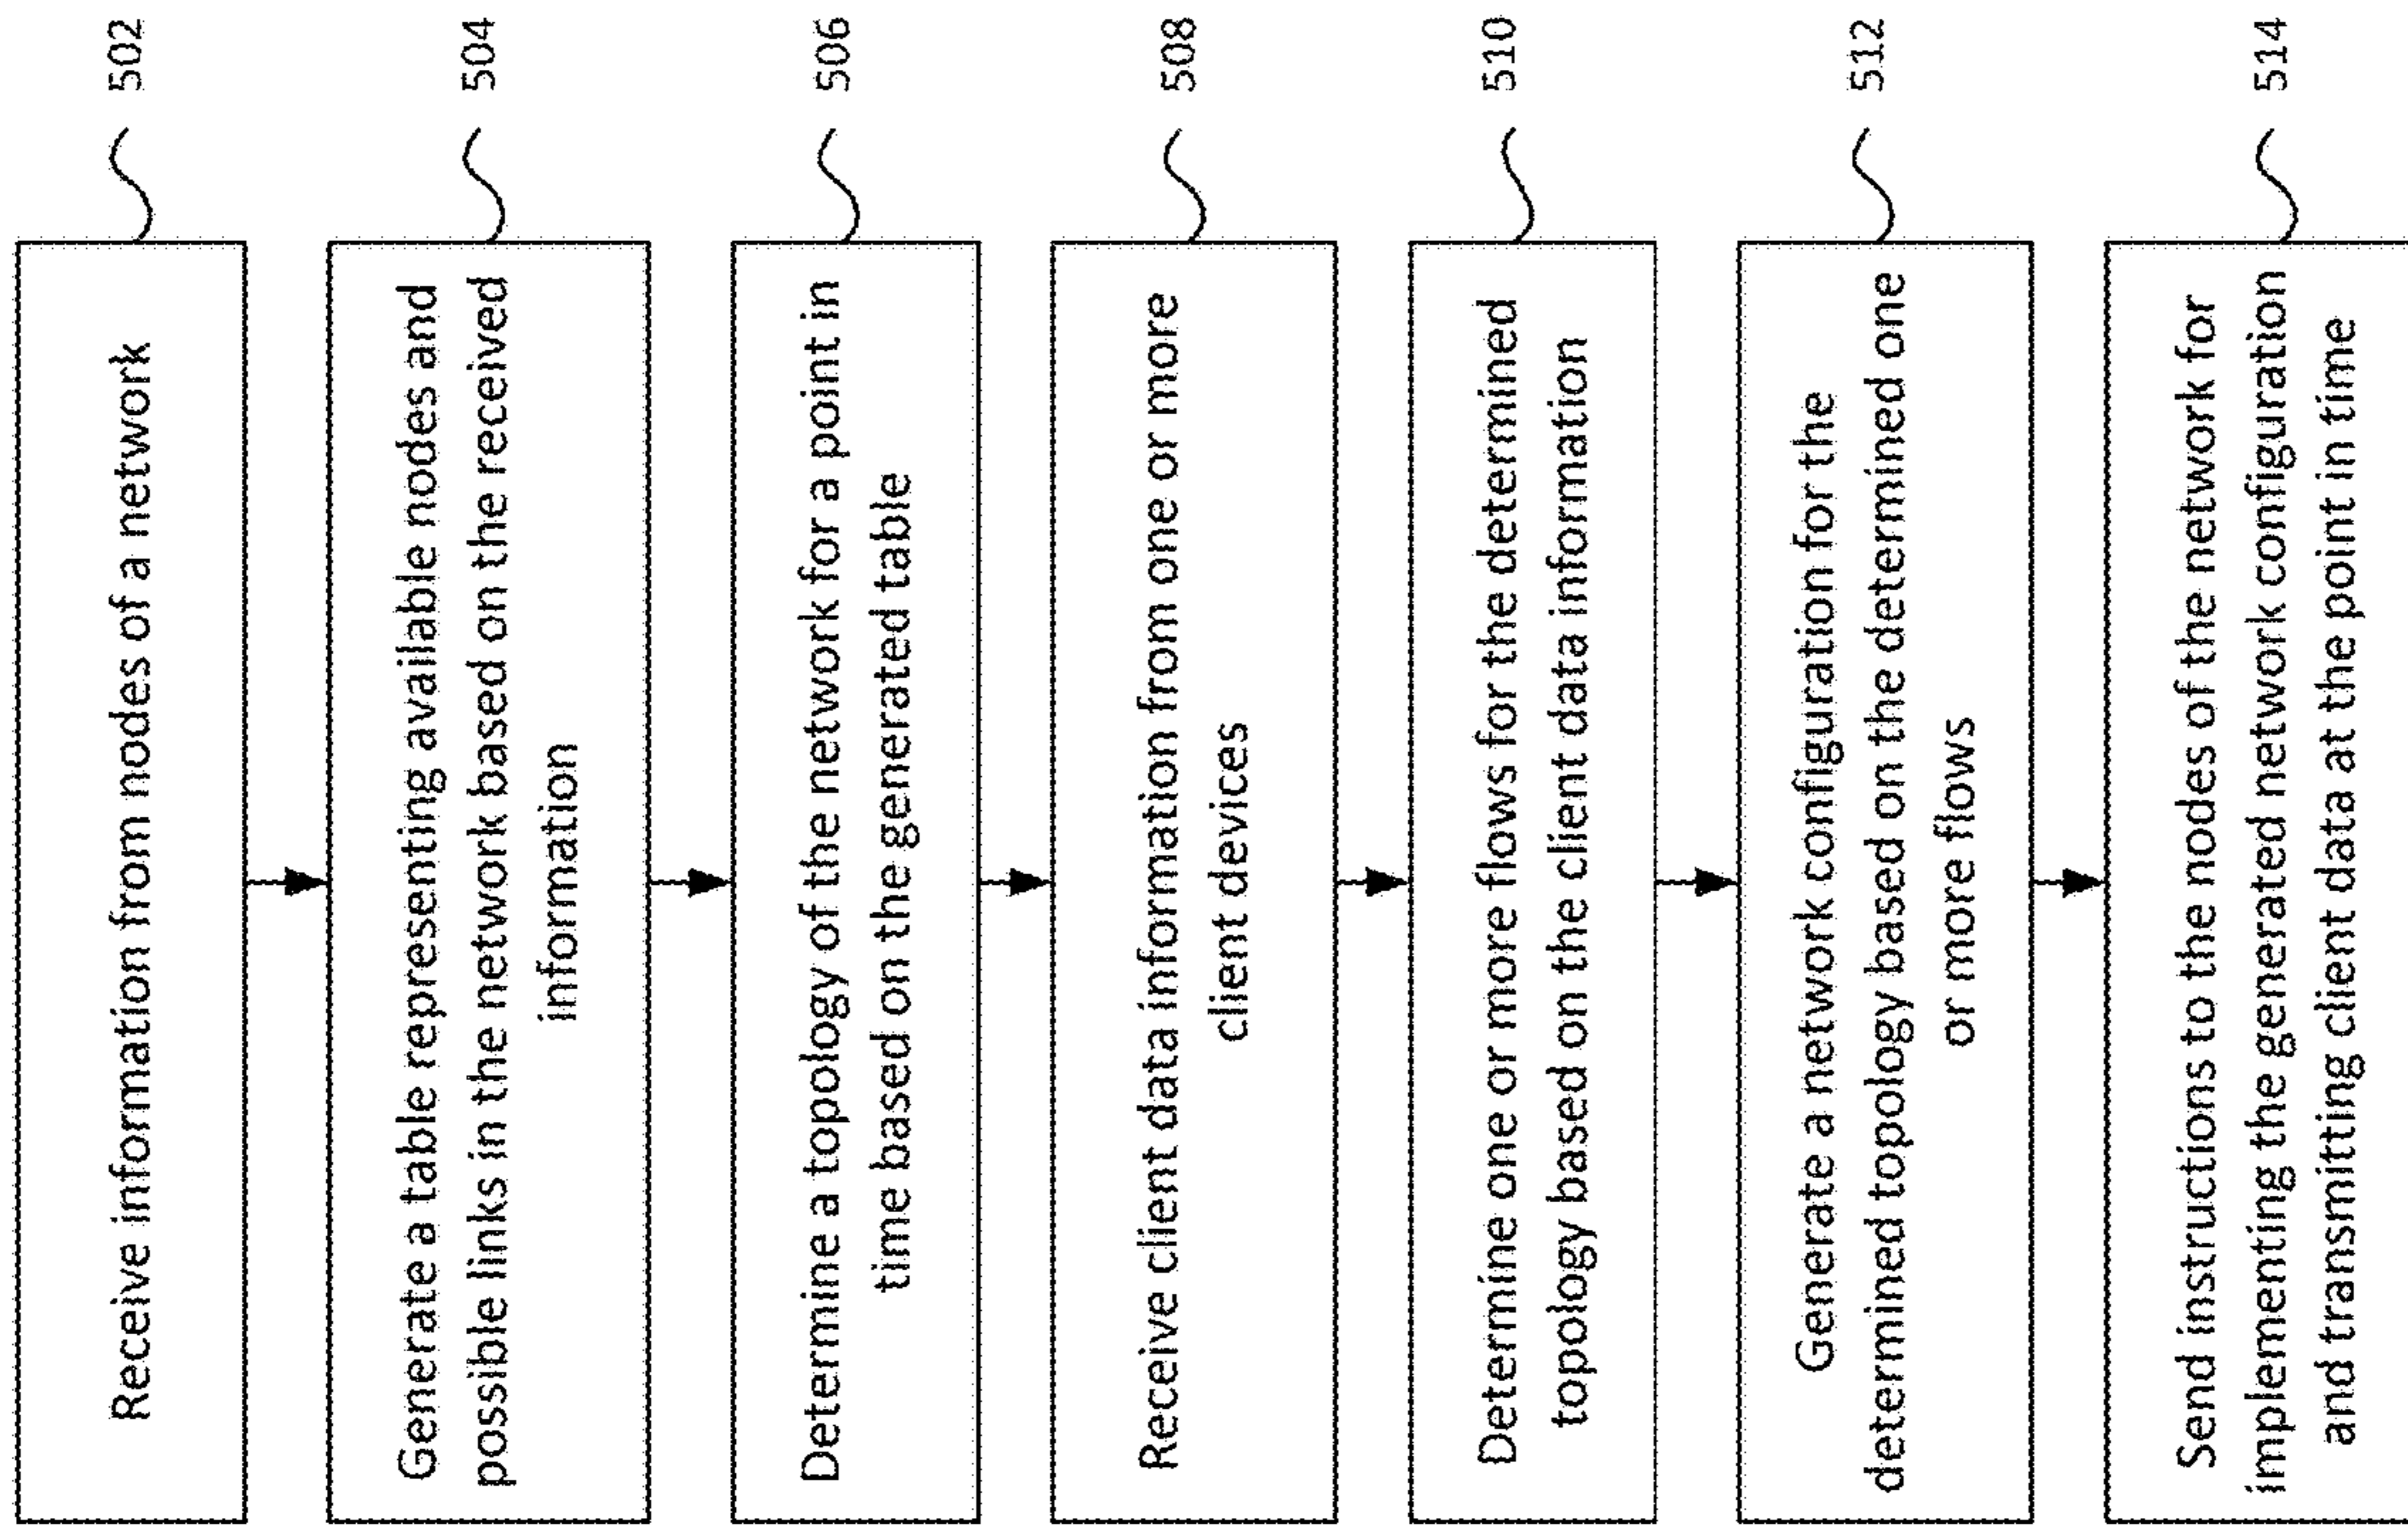 Receive information from nodes of a network
502
Generate a table representing available nodes and
possible links in the network based on the received
information
504
Determine a topology of the network for a point in
time based on the generated table
506
Receive client data information from one or more
client devices
508
Determine one or more flows for the determined
topology based on the client data information
510
Generate a network configuration for the
determined topology based on the determined one
or more flows
512
Send instructions to the nodes of the network for
implementing the generated network configuration
and transmitting client data at the point in time
514